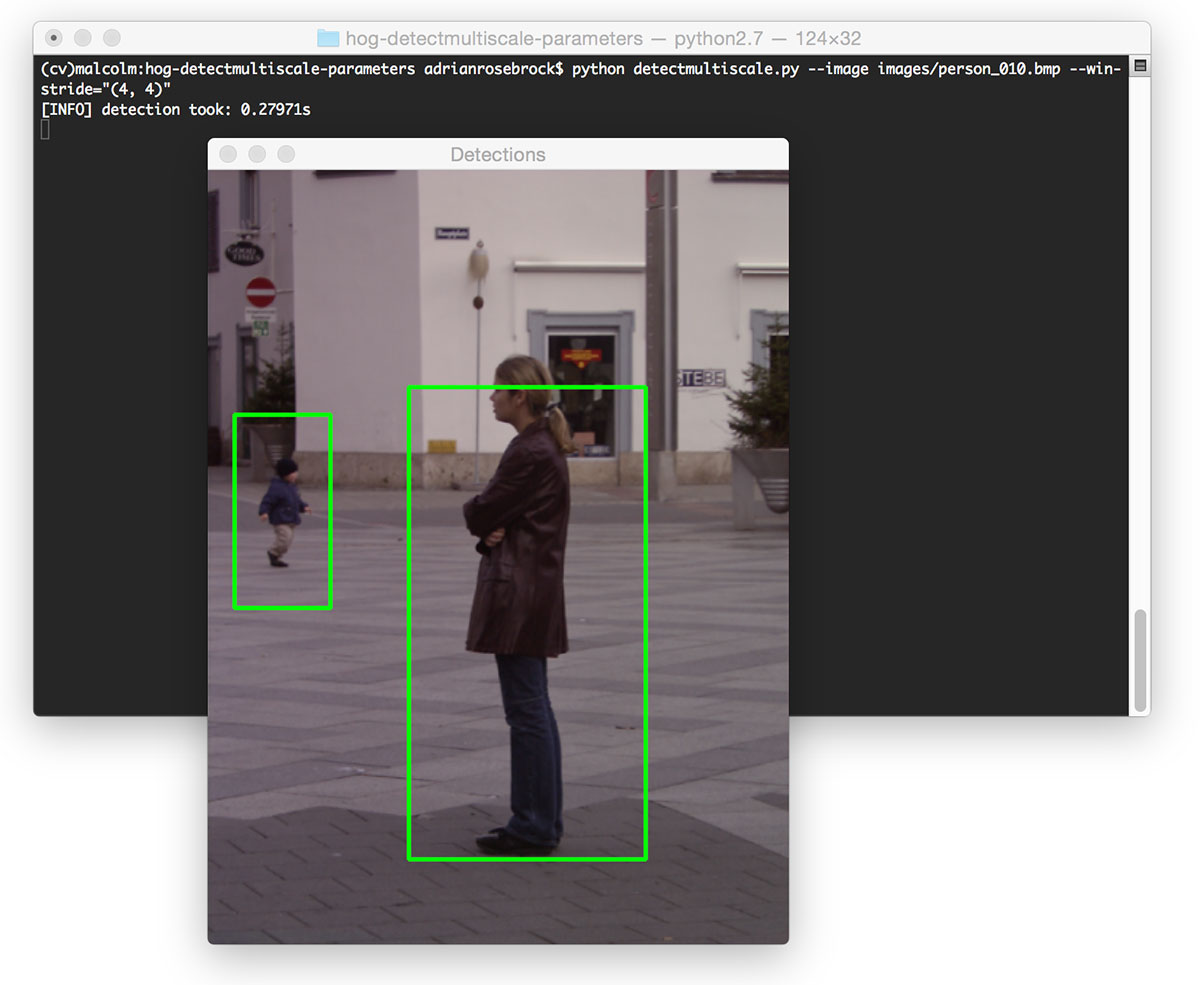 hog-detectmultiscale-parameters — python2.7 — 124×32
(cv)malcolm:hog-detectmultiscale-parameters adrianrosebrock$ python detectmultiscale.py --image images/person_010.bmp --win-
stride="(4, 4)"
[INFO] detection took: 0.27971s
Detections
GOOD
TIMES
STEBE